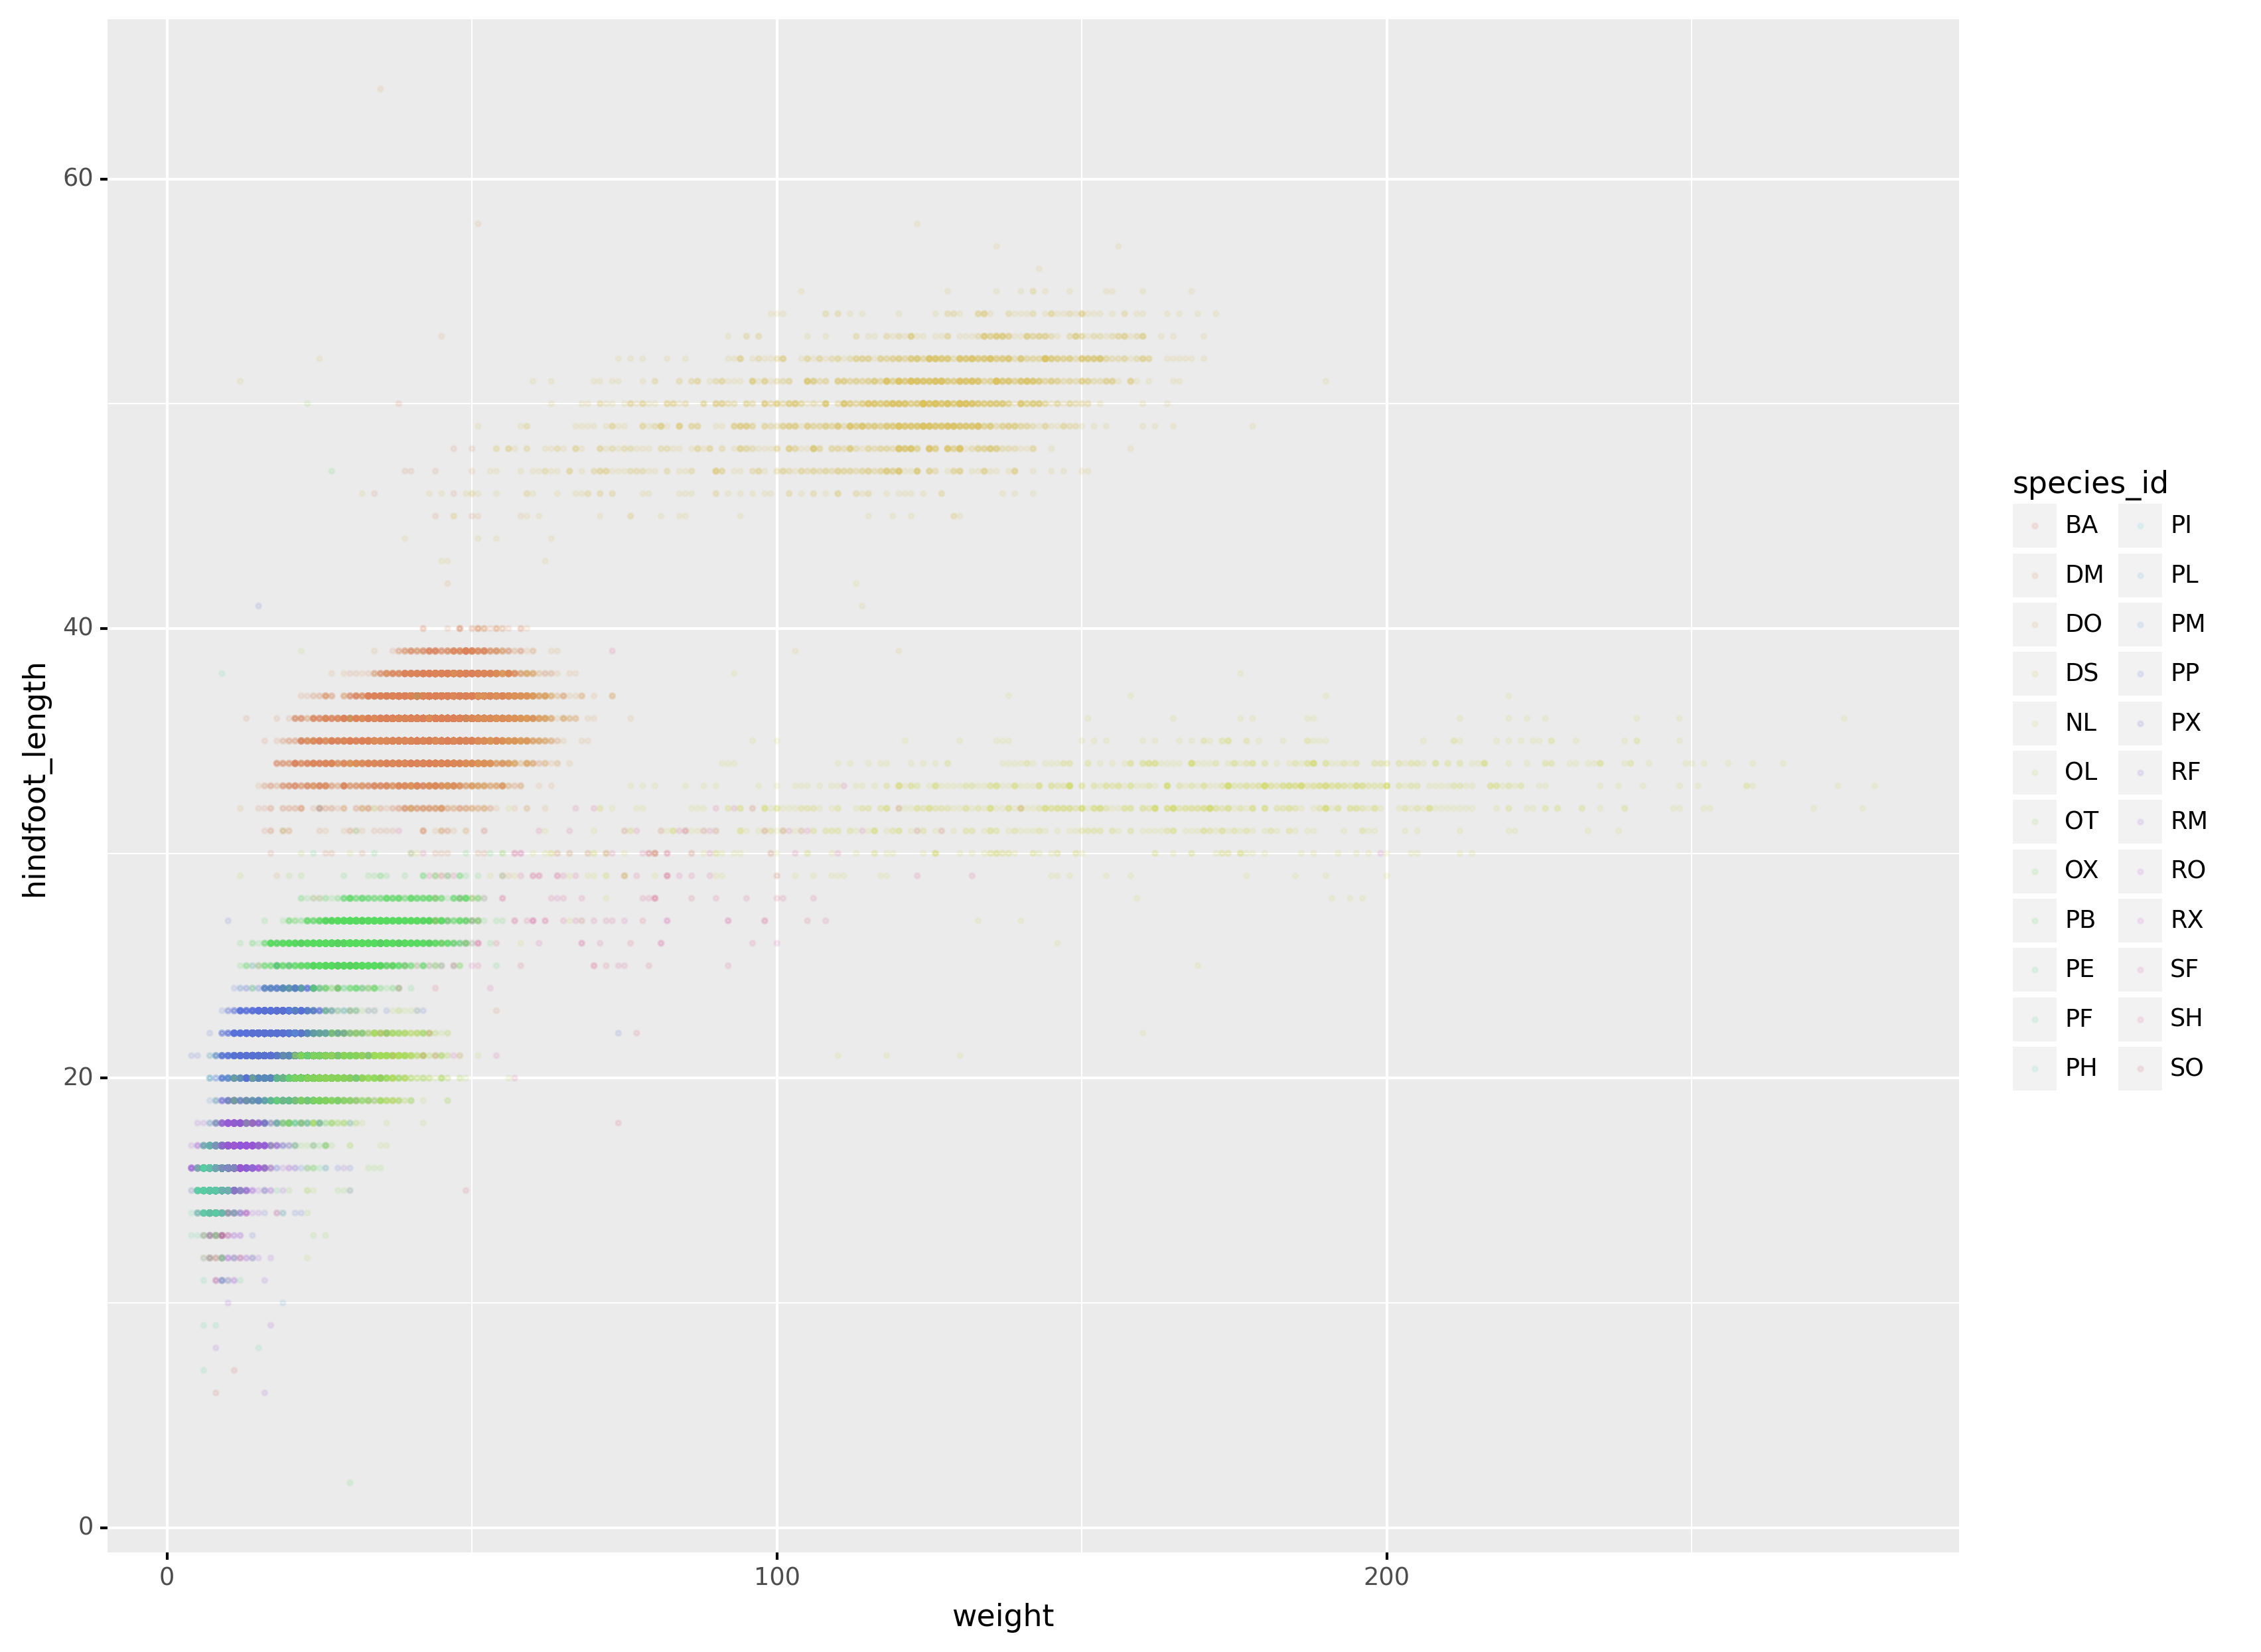 60
40
20
0
hindfoot_length
0
100
200
weight
species_id
BA
DM
DO
DS
NL
OL
OT
OX
PB
PE
PF
PH
PI
PL
PM
PP
PX
RF
RM
RO
RX
SF
SH
SO